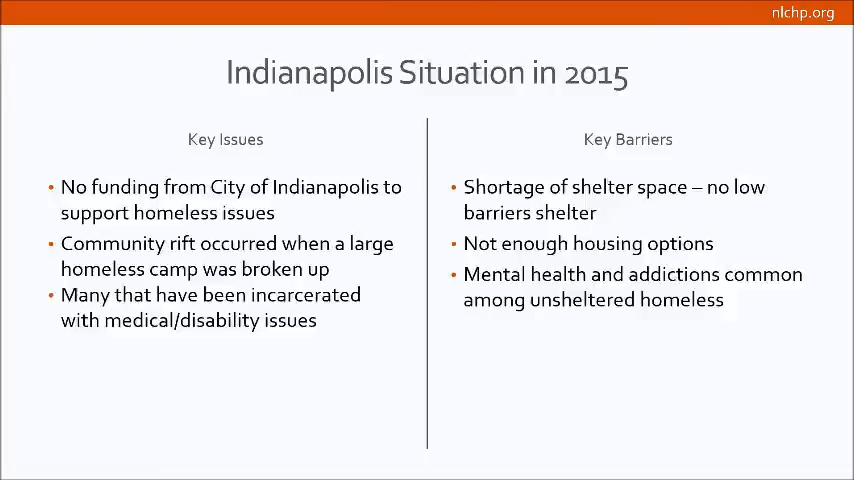 nlchp.org
Indianapolis Situation in 2015
Key Issues
• No funding from City of Indianapolis to
support homeless issues
• Community rift occurred when a large
homeless camp was broken up
• Many that have been incarcerated
with medical/disability issues
Key Barriers
• Shortage of shelter space – no low
barriers shelter
• Not enough housing options
• Mental health and addictions common
among unsheltered homeless